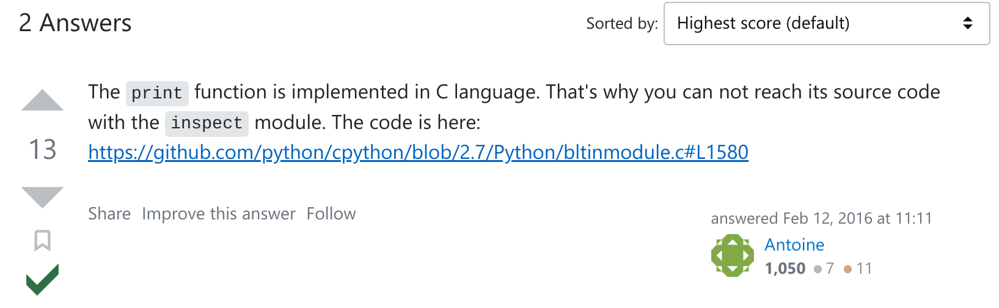 2 Answers
Sorted by: Highest score (default)
The print function is implemented in C language. That's why you can not reach its source code
with the inspect module. The code is here:
https://github.com/python/cpython/blob/2.7/Python/bltinmodule.c#L1580
13
Share Improve this answer Follow
answered Feb 12, 2016 at 11:11
Antoine
1,050 7 11